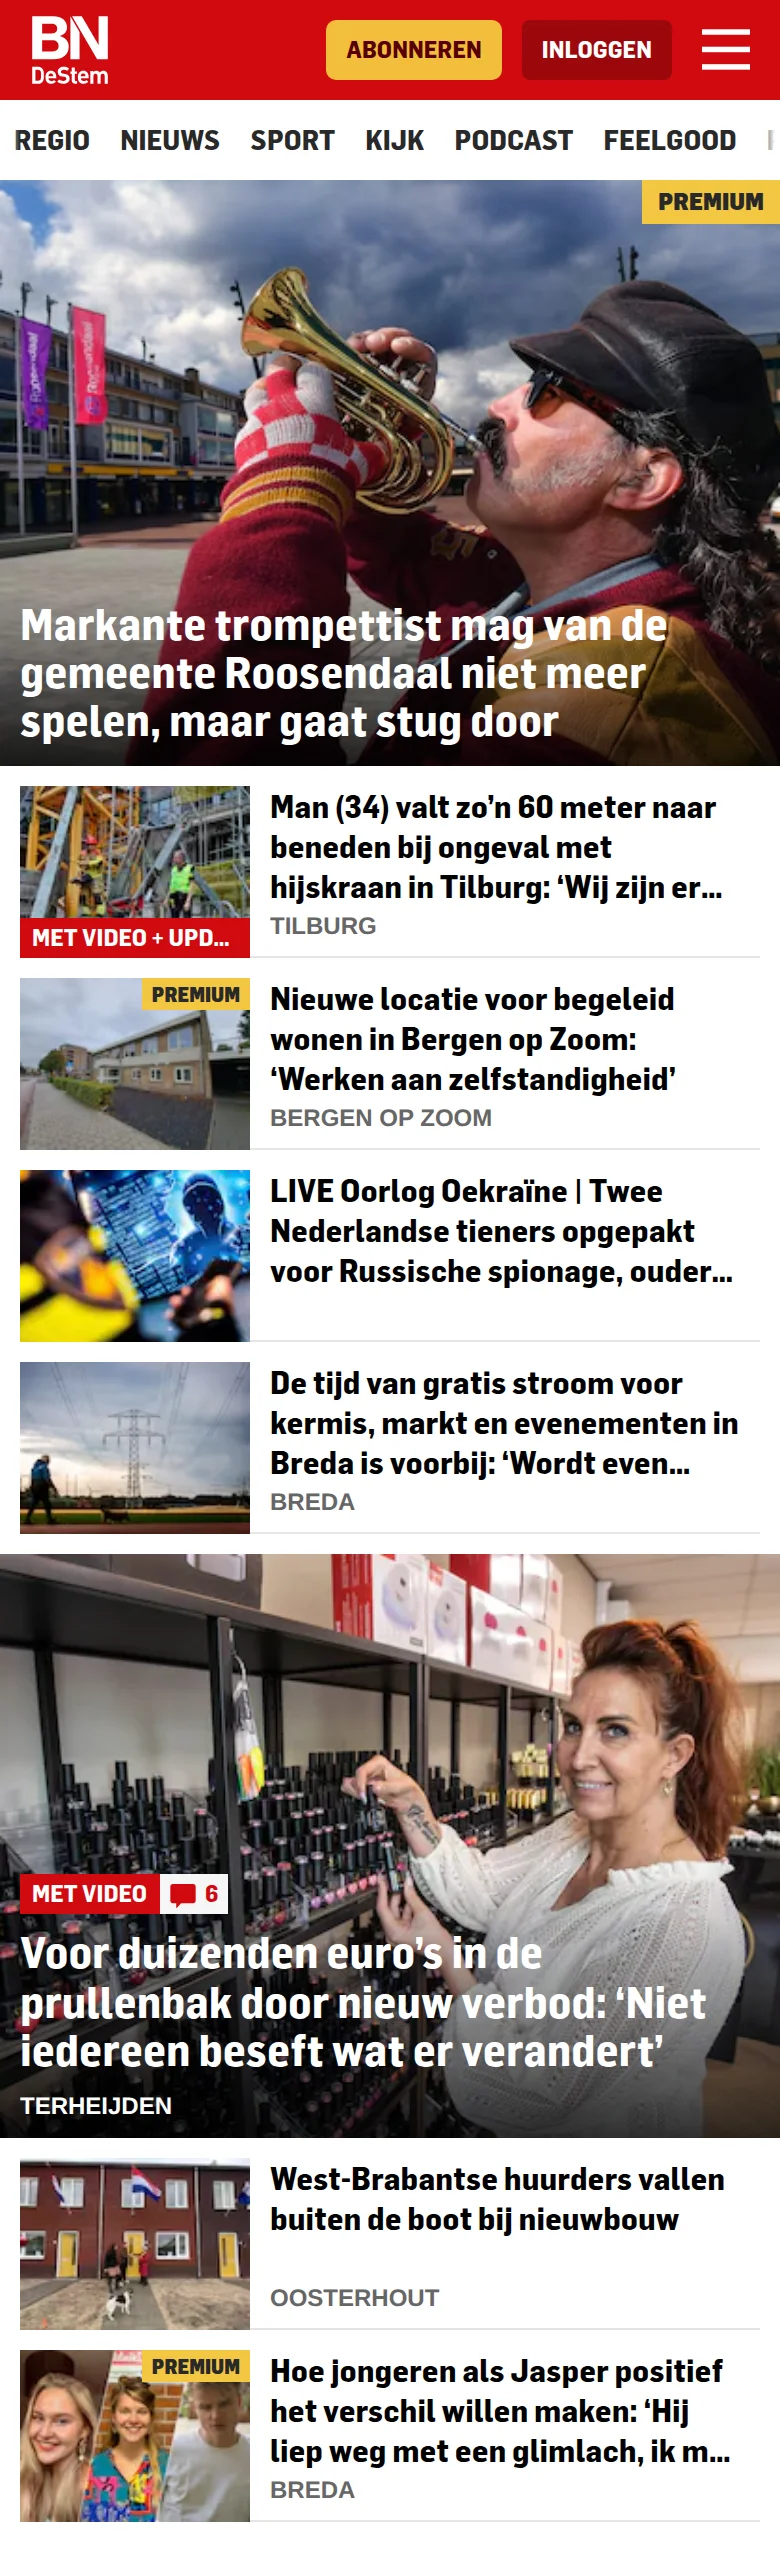 BN
DeStem
ABONNEREN
INLOGGEN
REGIO NIEUWS SPORT KIJK PODCAST FEELGOOD
PREMIUM
Roosendaal
Roosendaal
Markante trompettist mag van de
gemeente Roosendaal niet meer
spelen, maar gaat stug door
Man (34) valt zo’n 60 meter naar
beneden bij ongeval met
hijskraan in Tilburg: ‘Wij zijn er...
MET VIDEO + UPD...
TILBURG
PREMIUM
Nieuwe locatie voor begeleid
wonen in Bergen op Zoom:
‘Werken aan zelfstandigheid’
BERGEN OP ZOOM
LIVE Oorlog Oekraïne | Twee
Nederlandse tieners opgepakt
voor Russische spionage, ouder...
De tijd van gratis stroom voor
kermis, markt en evenementen in
Breda is voorbij: ‘Wordt even...
BREDA
MET VIDEO 6
Voor duizenden euro’s in de
prullenbak door nieuw verbod: ‘Niet
iedereen beseft wat er verandert’
TERHEIJDEN
West-Brabantse huurders vallen
buiten de boot bij nieuwbouw
OOSTERHOUT
PREMIUM
Hoe jongeren als Jasper positief
het verschil willen maken: ‘Hij
liep weg met een glimlach, ik m...
BREDA